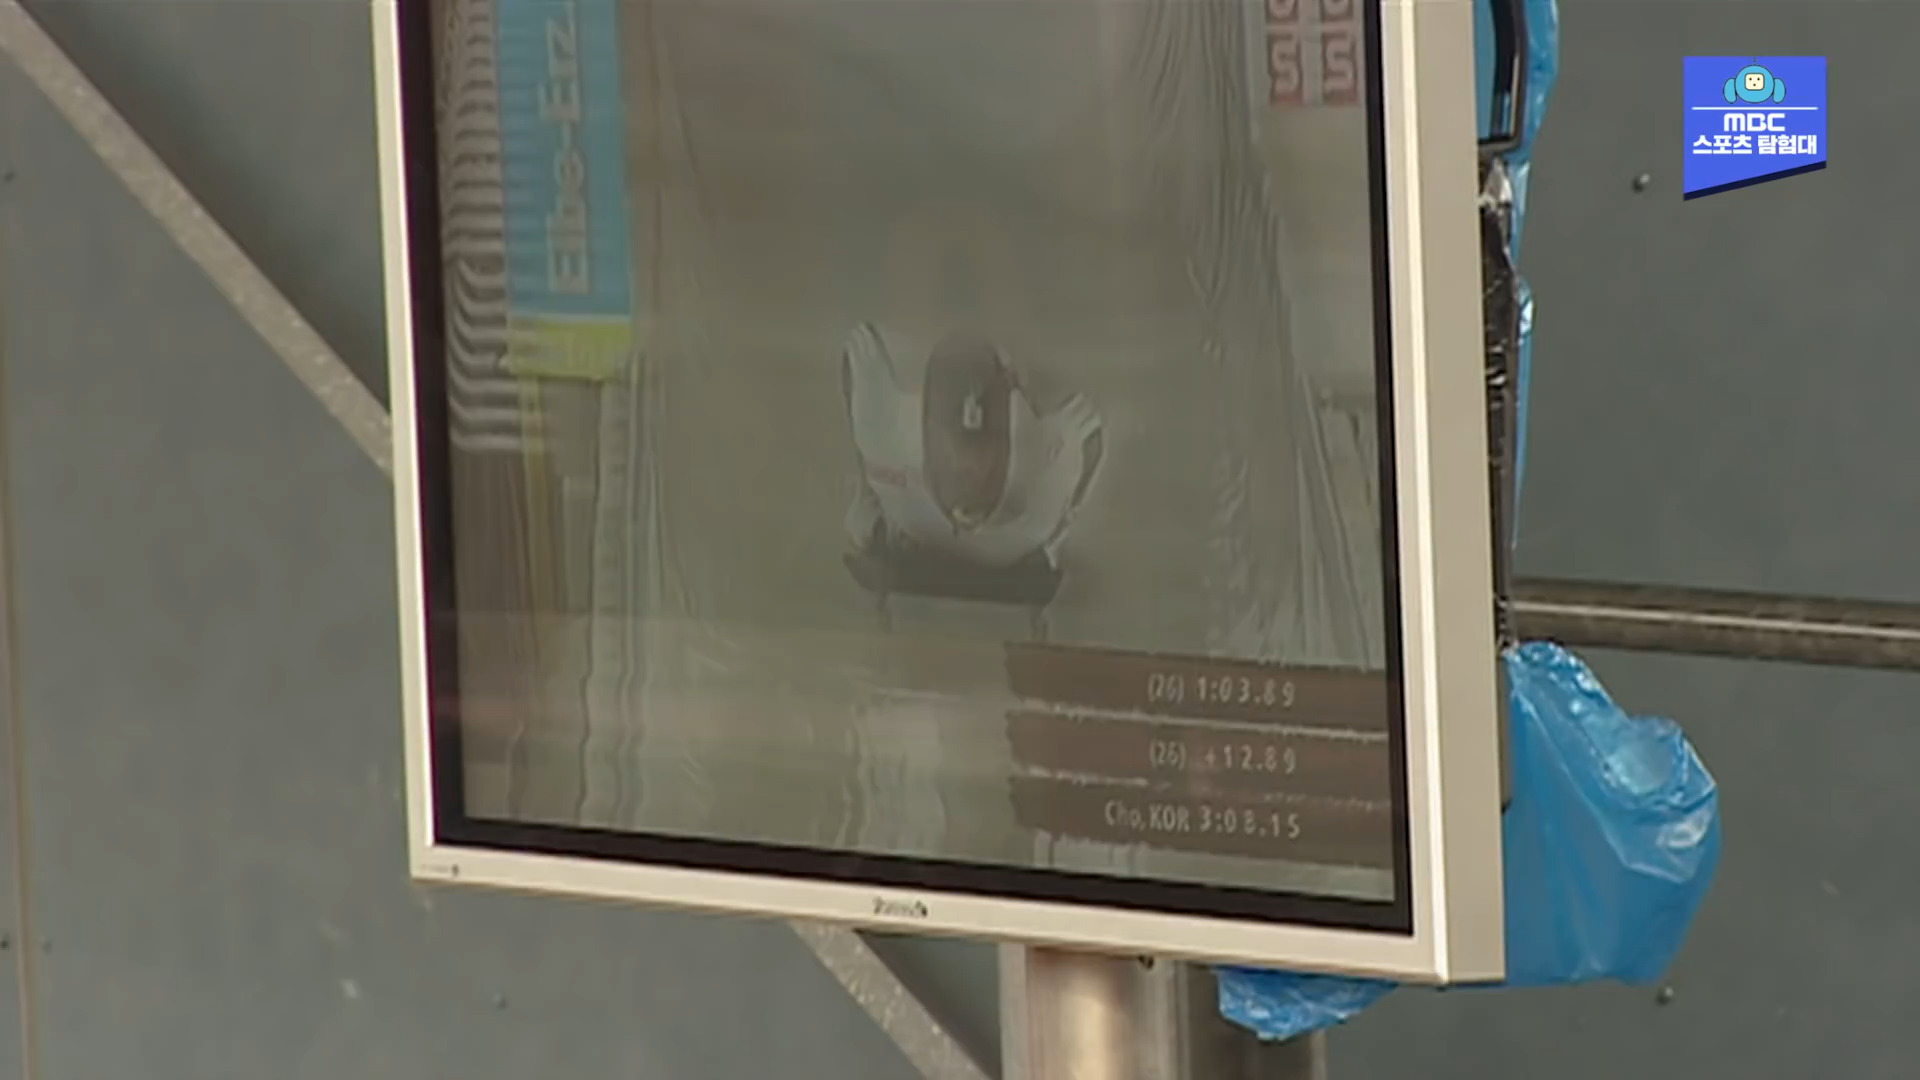 MBC
스포츠 탐험대
Elbe-Erz
(26) 1:03.89
(26) +12.89
Cho, KOR 3:08.15